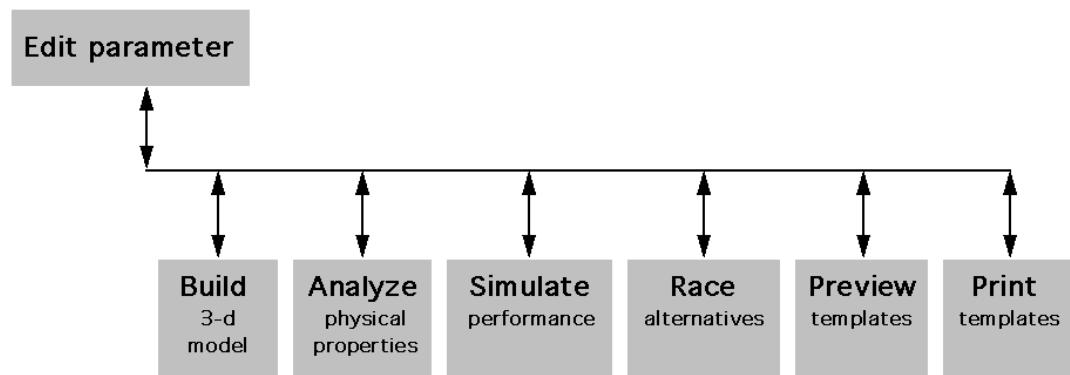 Edit parameter
Build
3-d
model
Analyze
physical
properties
Simulate
performance
Race
alternatives
Preview
templates
Print
templates